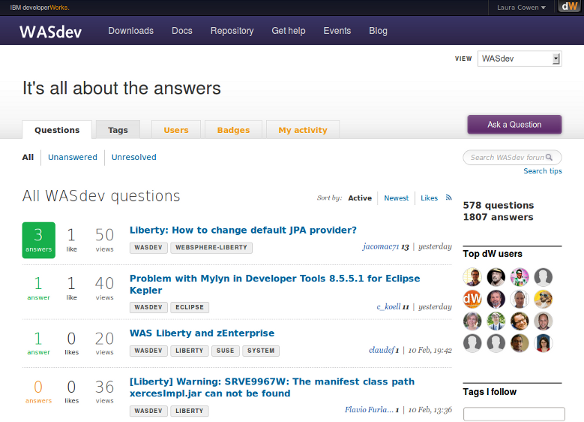 IBM developerWorks.
Laura Cowen
dW
WASdev
Downloads
Docs
Repository
Get help
Events
Blog
VIEW
WASdev
It's all about the answers
Questions
Tags
Users
Badges
My activity
Ask a Question
All
Unanswered
Unresolved
Search WASdev forun
Search tips
All WASdev questions
Sort by:
Active
Newest
Likes
578 questions
1807 answers
3 answers
1 like
50 views
Liberty: How to change default JPA provider?
WASDEV
WEBSPHERE-LIBERTY
jacomac71 13 | yesterday
Top dW users
dW
1 answer
1 like
40 views
Problem with Mylyn in Developer Tools 8.5.5.1 for Eclipse
Kepler
WASDEV
ECLIPSE
c_koell 11 | yesterday
1 answer
0 likes
20 views
WAS Liberty and zEnterprise
WASDEV
LIBERTY
SUSE
SYSTEM
claudef 1 | 10 Feb, 19:42
0 answers
0 likes
36 views
[Liberty] Warning: SRVE9967W: The manifest class path
xercesImpl.jar can not be found
WASDEV
LIBERTY
Flavio Furla... 1 | 10 Feb, 13:36
Tags I follow